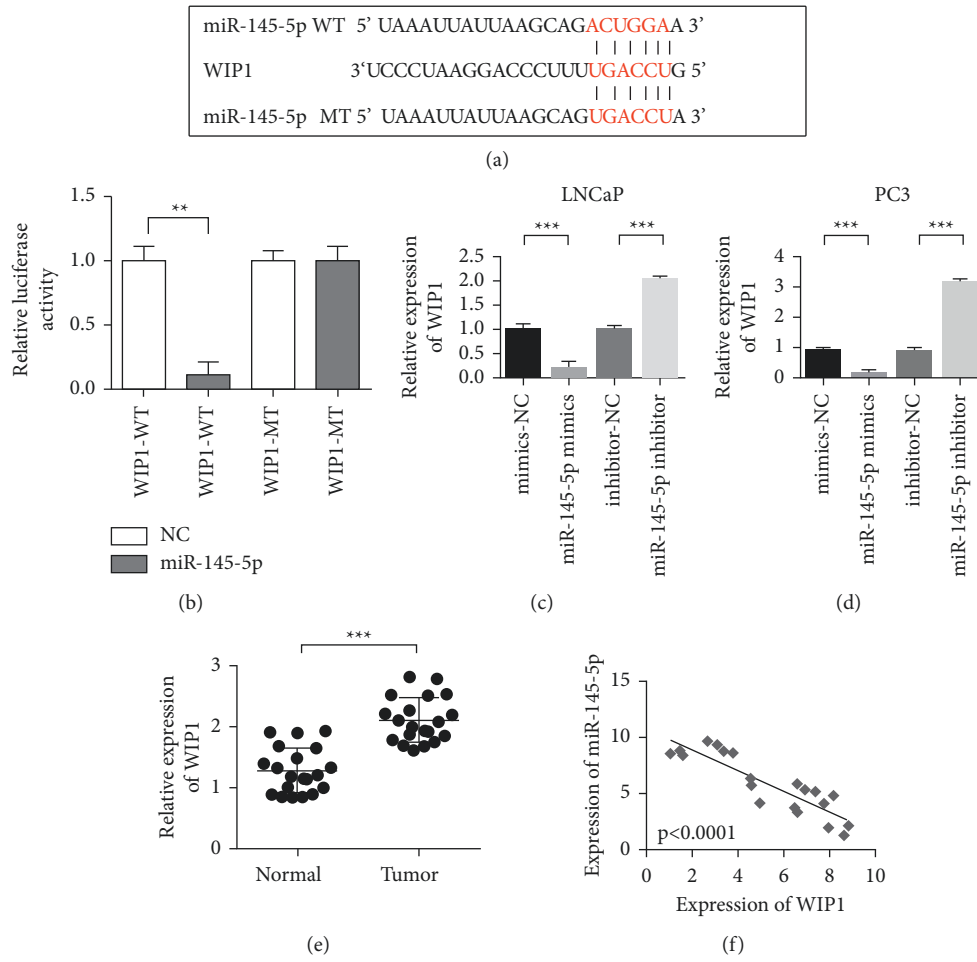 miR-145-5p WT 5' UAAAUUAUUAAGCAGACUGGAA 3'
WIP1 3'UCCCUAAGGACCCUUUUGACCUG 5'
miR-145-5p MT 5' UAAAUUAUUAAGCAGUGACCUA 3'
(a)
Relative luciferase activity
1.5
1.0
0.5
0.0
**
WIP1-WT
WIP1-WT
WIP1-MT
WIP1-MT
NC
miR-145-5p
(b)
LNCaP
Relative expression of WIP1
2.5
2.0
1.5
1.0
0.5
0.0
***
***
mimics-NC
miR-145-5p mimics
inhibitor-NC
miR-145-5p inhibitor
(c)
PC3
Relative expression of WIP1
4
3
2
1
0
***
***
mimics-NC
miR-145-5p mimics
inhibitor-NC
miR-145-5p inhibitor
(d)
Relative expression of WIP1
3
2
1
0
***
Normal
Tumor
(e)
Expression of miR-145-5p
15
10
5
0
p<0.0001
0 2 4 6 8 10
Expression of WIP1
(f)